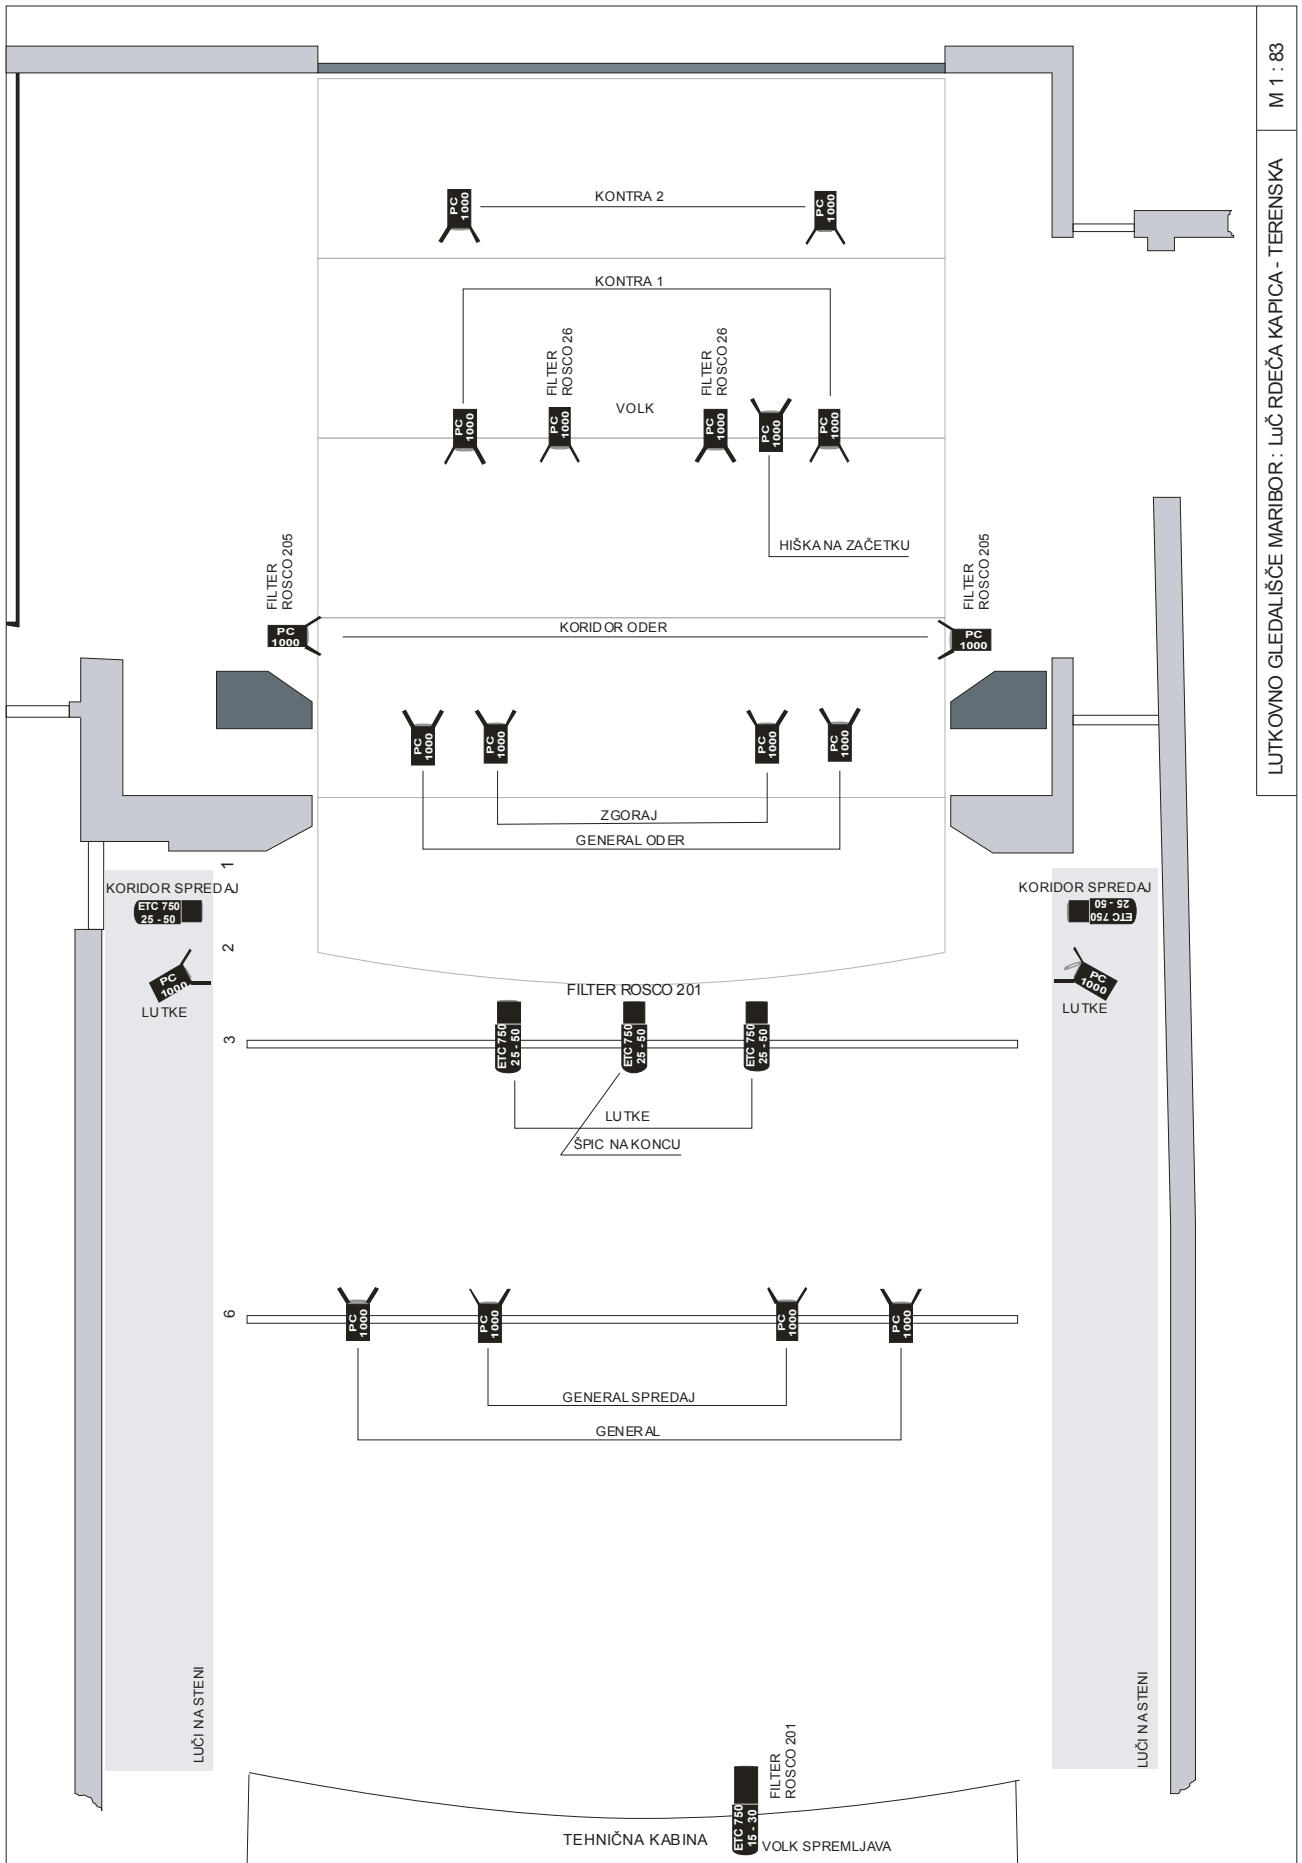 M 1 : 83
LUTKOVNO GLEDALIŠČE MARIBOR : LuČ RDEČA KAPICA - TERENSKA
KONTRA 2
PC
1000
PC
1000
KONTRA 1
FILTER
ROSCO 26
FILTER
ROSCO 26
VOLK
PC
1000
PC
1000
PC
1000
PC
1000
PC
1000
HIŠKA NA ZAČETKU
FILTER
ROSCO 205
FILTER
ROSCO 205
KORIDOR ODER
PC
1000
PC
1000
PC
1000
PC
1000
PC
1000
PC
1000
ZGORAJ
GENERAL ODER
1
KORIDOR SPREDAJ
KORIDOR SPREDAJ
ETC 750
25 - 50
ETC 750
25 - 50
2
PC
1000
PC
1000
LUTKE
LUTKE
FILTER ROSCO 201
3
ETC 750
25 - 50
ETC 750
25 - 50
ETC 750
25 - 50
LUTKE
ŠPIC NA KONCU
6
PC
1000
PC
1000
PC
1000
PC
1000
GENERAL SPREDAJ
GENERAL
LUČI NA STENI
LUČI NA STENI
FILTER
ROSCO 201
ETC 750
15 - 30
TEHNIČNA KABINA
VOLK SPREMLJAVA